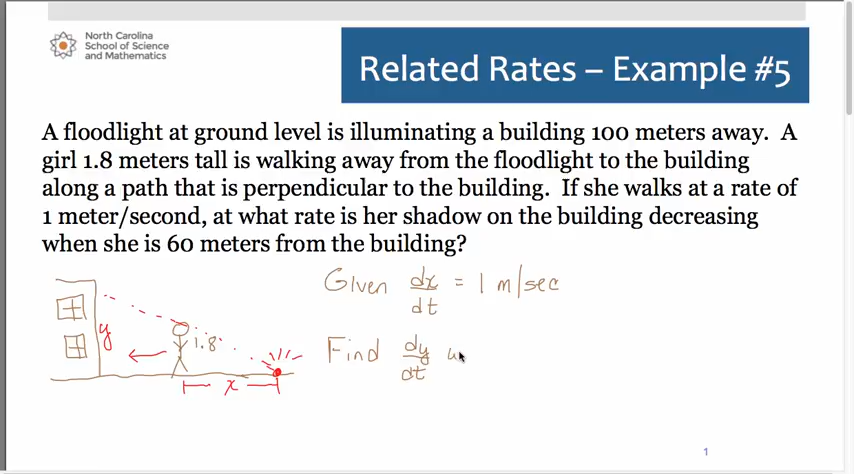 North Carolina
School of Science
and Mathematics
Related Rates – Example #5
A floodlight at ground level is illuminating a building 100 meters away. A
girl 1.8 meters tall is walking away from the floodlight to the building
along a path that is perpendicular to the building. If she walks at a rate of
1 meter/second, at what rate is her shadow on the building decreasing
when she is 60 meters from the building?
Given dx/dt = 1 m/sec
y
1.8
Find dy/dt
x
1